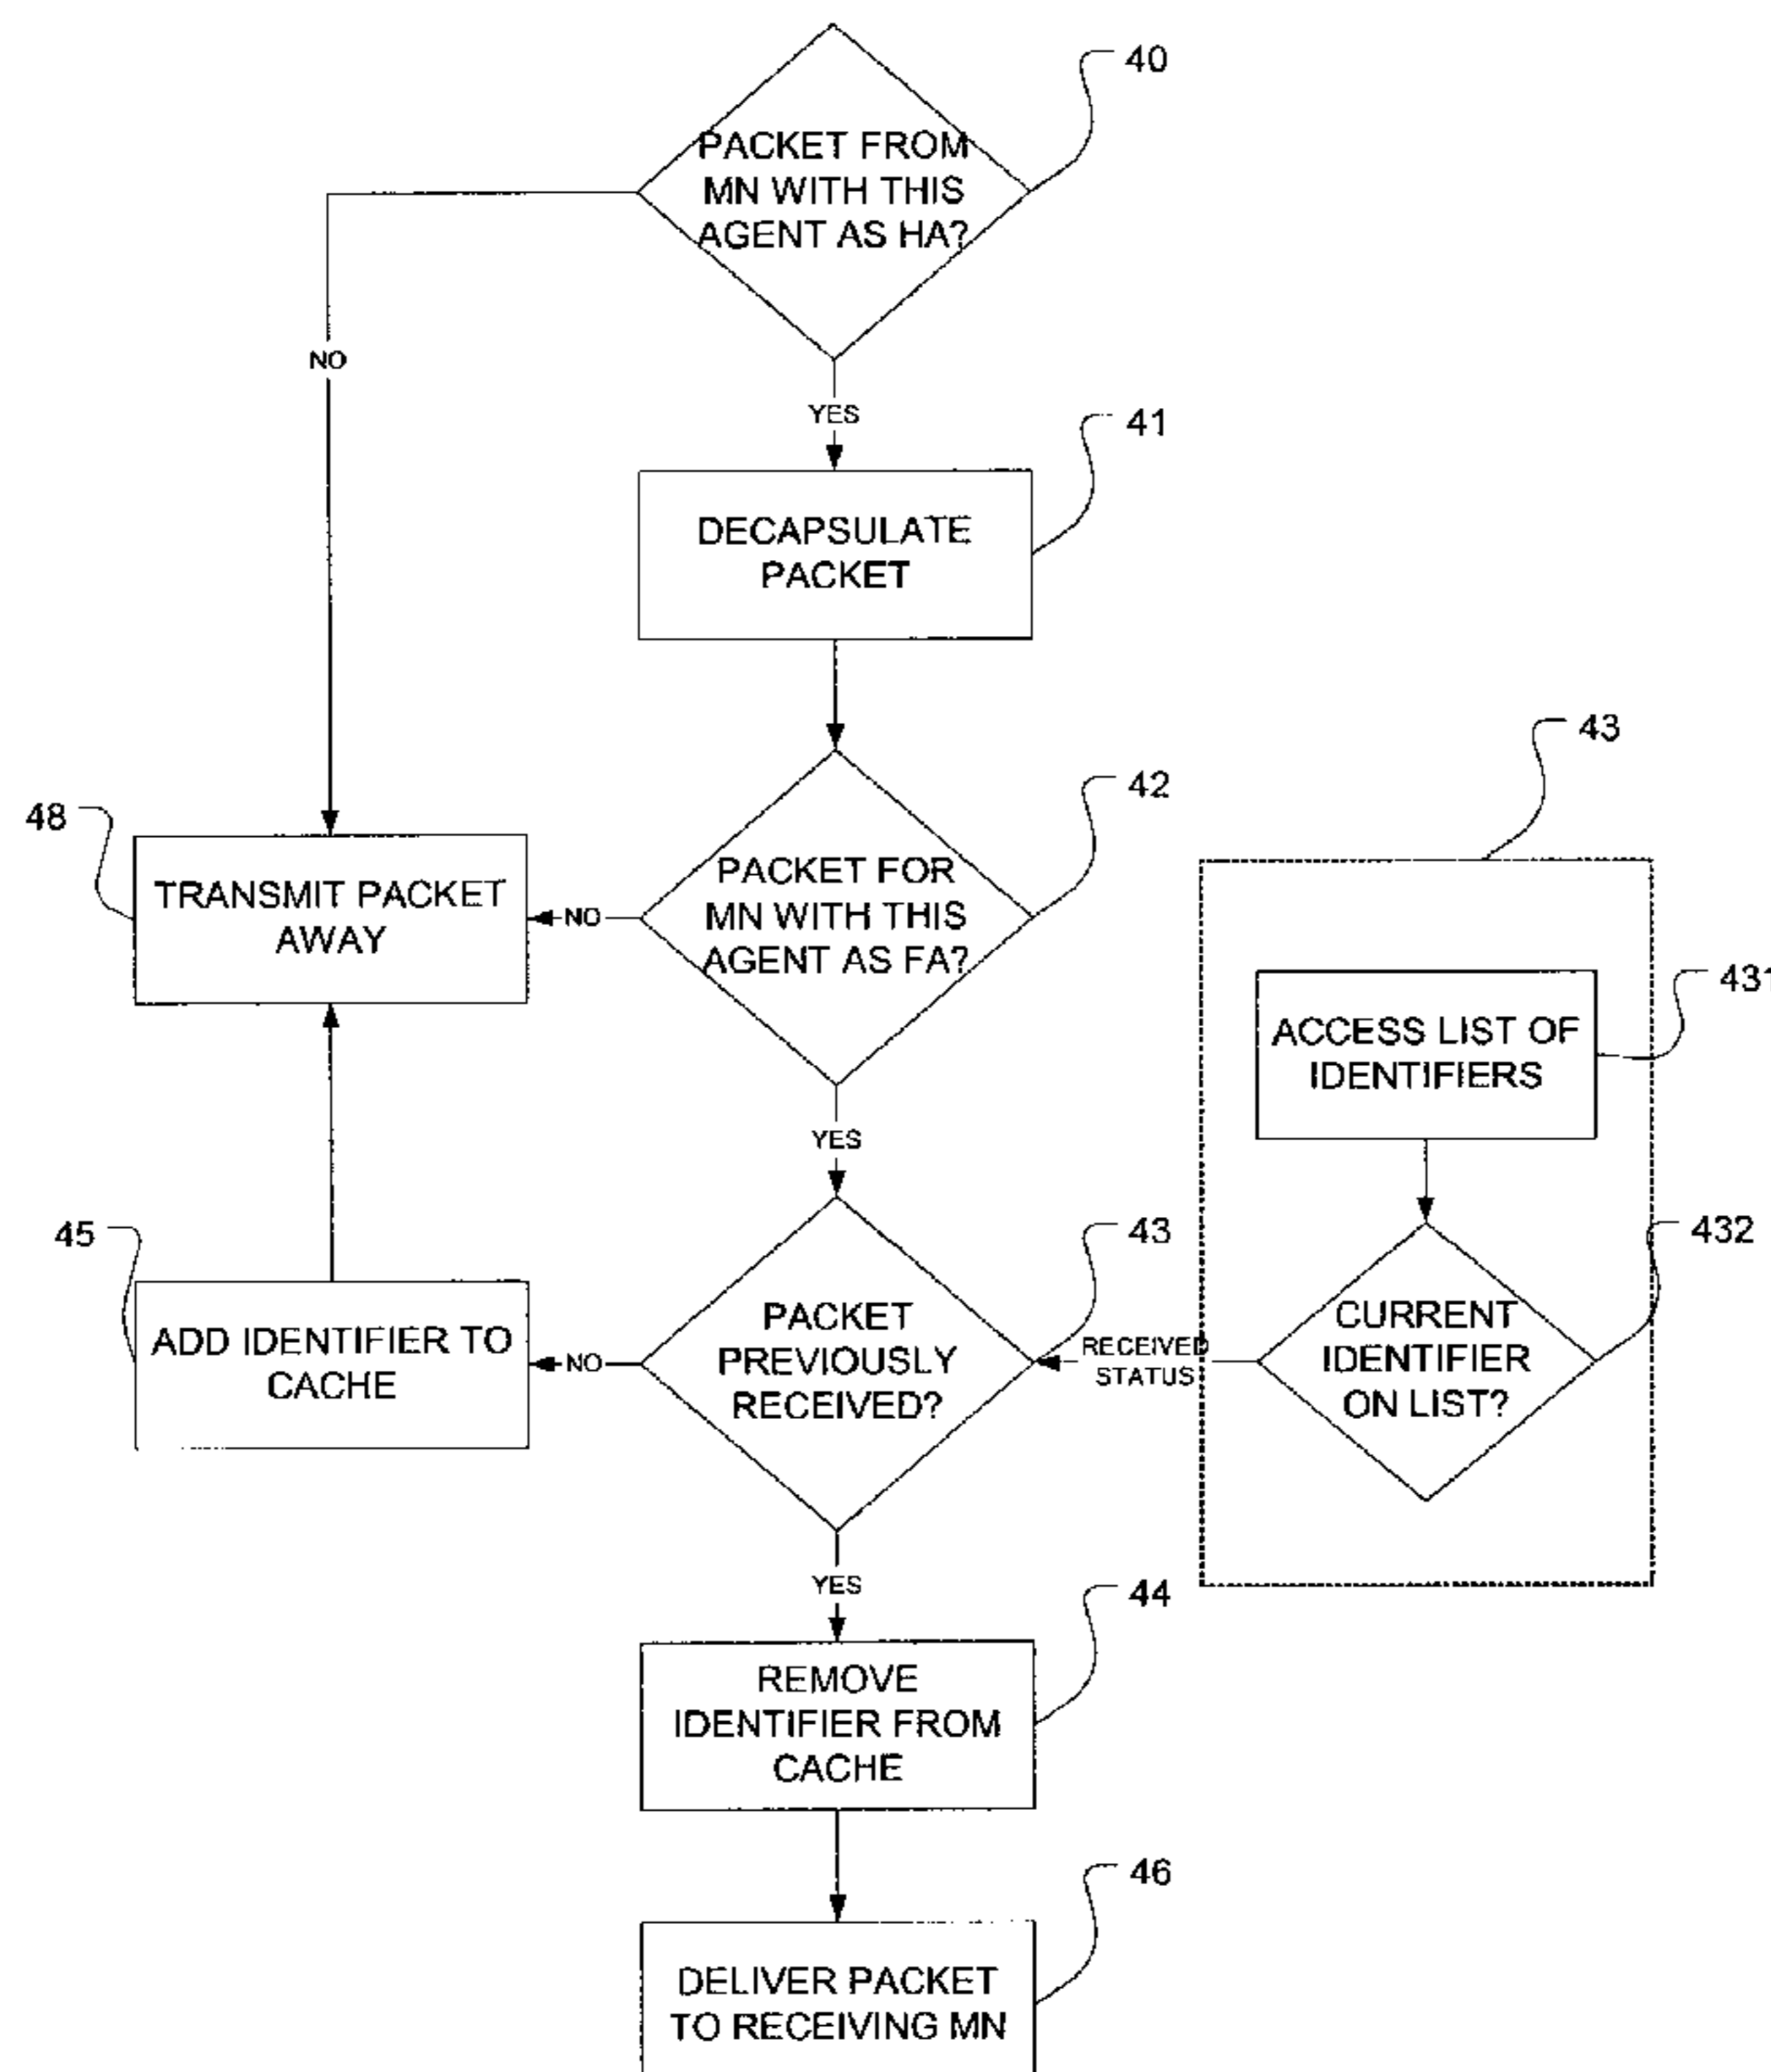 40
PACKET FROM
MN WITH THIS
AGENT AS HA?
NO
YES
41
DECAPSULATE
PACKET
43
42
48
PACKET FOR
MN WITH THIS
AGENT AS FA?
TRANSMIT PACKET
AWAY
NO
431
ACCESS LIST OF
IDENTIFIERS
YES
45
43
432
ADD IDENTIFIER TO
CACHE
NO
PACKET
PREVIOUSLY
RECEIVED?
RECEIVED
STATUS
CURRENT
IDENTIFIER
ON LIST?
YES
44
REMOVE
IDENTIFIER FROM
CACHE
46
DELIVER PACKET
TO RECEIVING MN